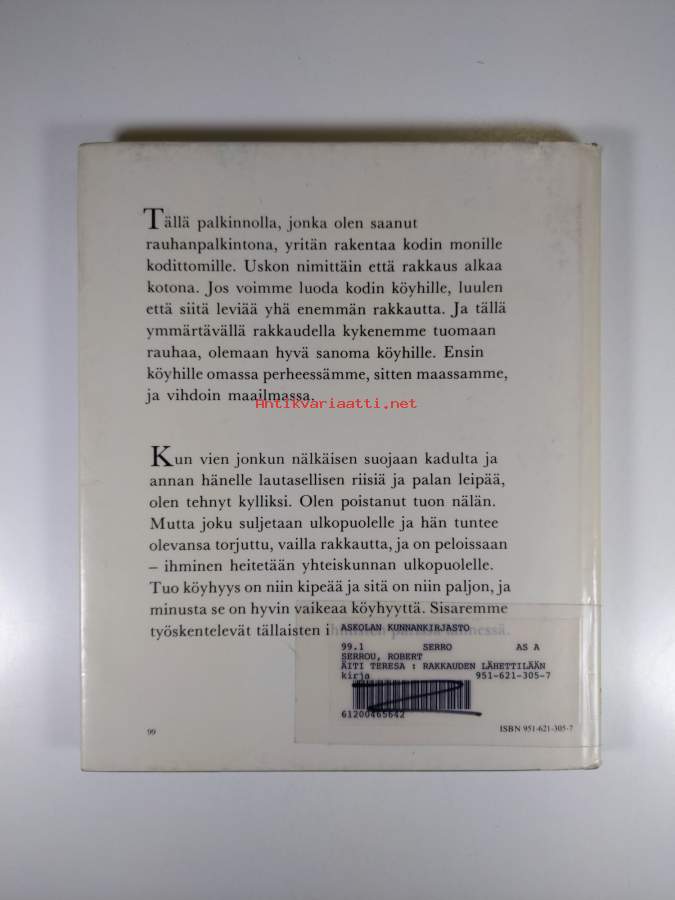 Tällä palkinnolla, jonka olen saanut
rauhanpalkintona, yritän rakentaa kodin monille
kodittomille. Uskon nimittäin että rakkaus alkaa
kotona. Jos voimme luoda kodin köyhille, luulen
että siitä leviää yhä enemmän rakkautta. Ja tällä
ymmärtävällä rakkaudella kykenemme tuomaan
rauhaa, olemaan hyvä sanoma köyhille. Ensin
köyhille omassa perheessämme, sitten maassamme,
ja vihdoin maailmassa.
Antikvariaatti.net
Kun vien jonkun nälkäisen suojaan kadulta ja
annan hänelle lautasellisen riisiä ja palan leipää,
olen tehnyt kylliksi. Olen poistanut tuon nälän.
Mutta joku suljetaan ulkopuolelle ja hän tuntee
olevansa torjuttu, vailla rakkautta, ja on peloissaan
– ihminen heitetään yhteiskunnan ulkopuolelle.
Tuo köyhyys on niin kipeää ja sitä on niin paljon, ja
minusta se on hyvin vaikeaa köyhyyttä. Sisaremme
työskentelevät tällaisten
ASKOLAN KUNNANKIRJASTO
99.1 SERRO AS A
SERROU, ROBERT
ÄITI TERESA : RAKKAUDEN LÄHETTILÄÄN
kirja 951-621-305-7
61200465642
99 ISBN 951-621-305-7